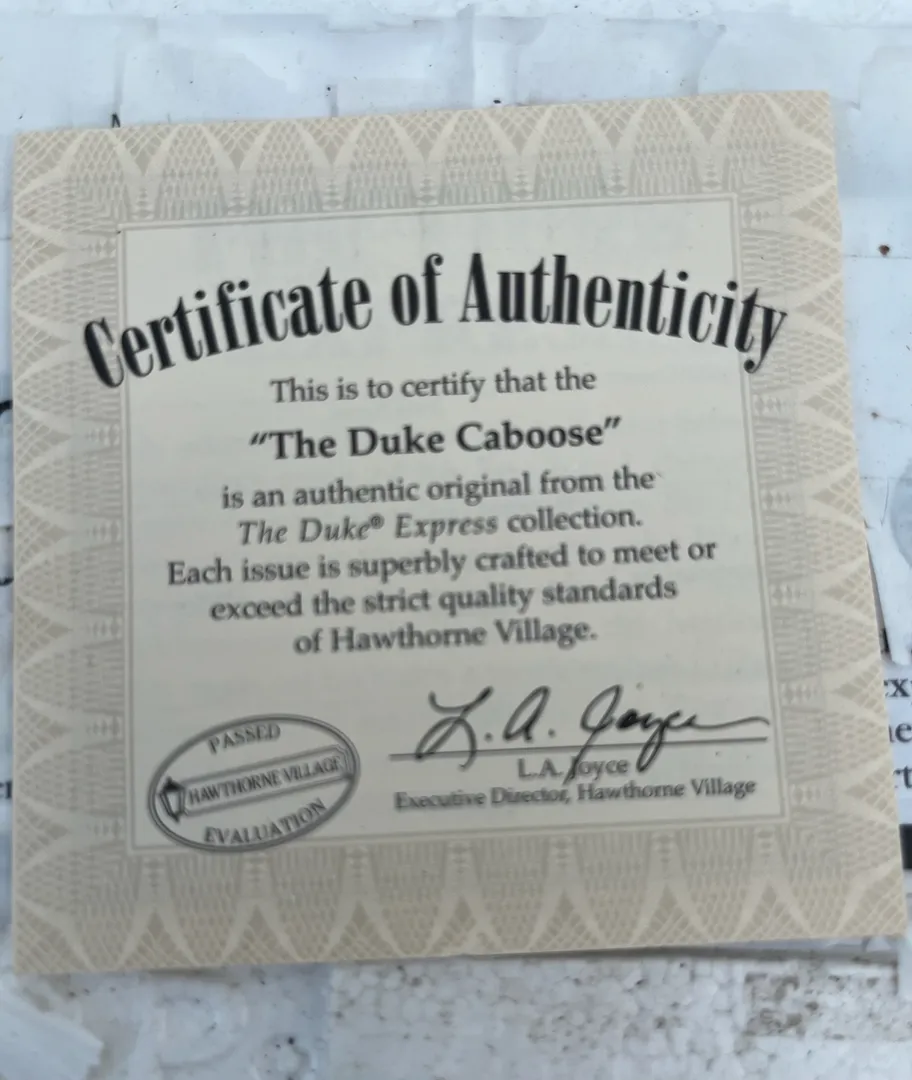 Certificate of Authenticity
This is to certify that the
"The Duke Caboose"
is an authentic original from the
The Duke® Express collection.
Each issue is superbly crafted to meet or
exceed the strict quality standards
of Hawthorne Village.
L.A. Joyce
L.A. Joyce
Executive Director, Hawthorne Village
PASSED
HAWTHORNE VILLAGE
EVALUATION